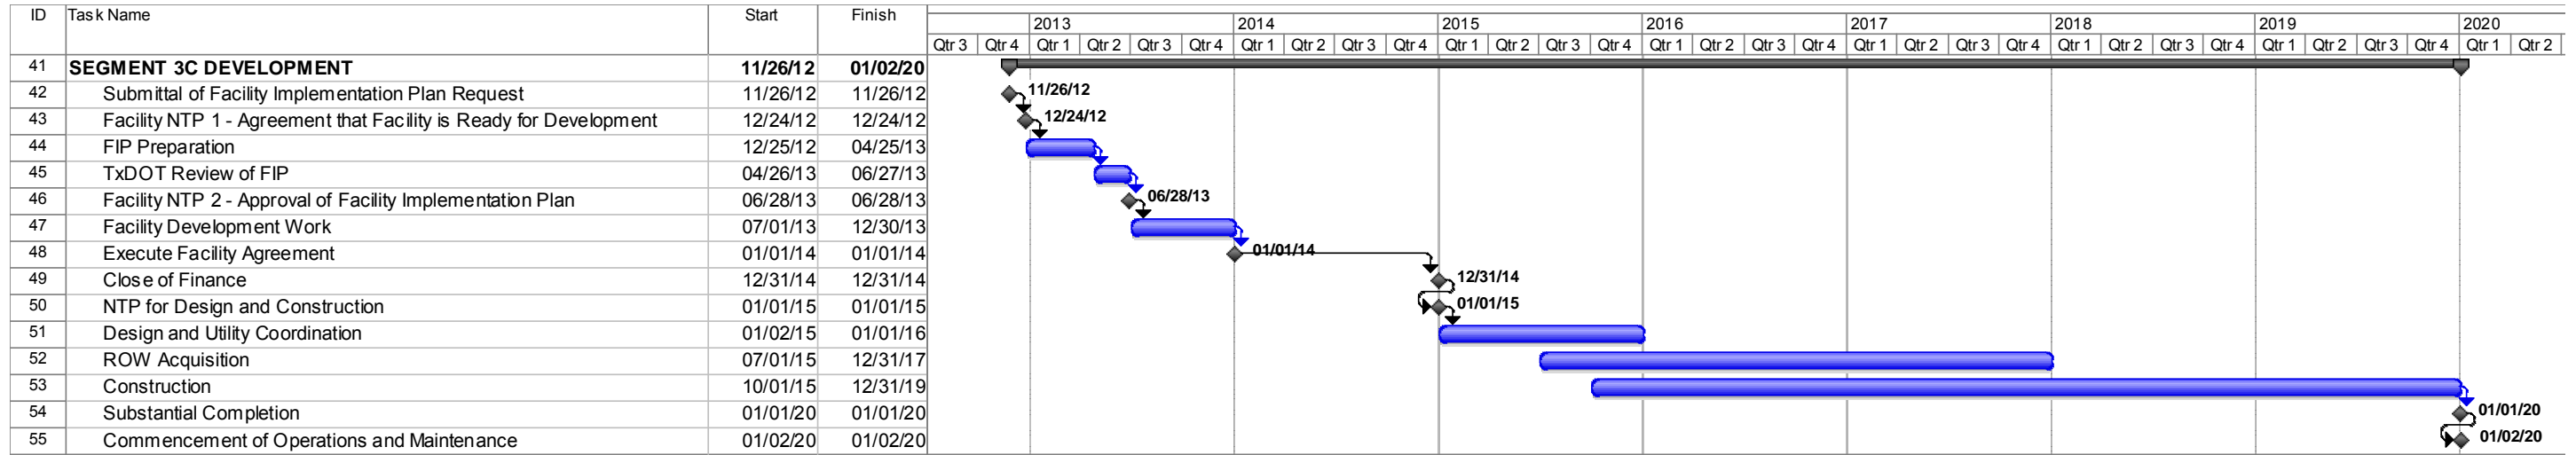 ID Task Name Start Finish 2013 2014 2015 2016 2017 2018 2019 2020
Qtr 3 Qtr 4 Qtr 1 Qtr 2 Qtr 3 Qtr 4 Qtr 1 Qtr 2 Qtr 3 Qtr 4 Qtr 1 Qtr 2 Qtr 3 Qtr 4 Qtr 1 Qtr 2 Qtr 3 Qtr 4 Qtr 1 Qtr 2 Qtr 3 Qtr 4 Qtr 1 Qtr 2 Qtr 3 Qtr 4 Qtr 1 Qtr 2 Qtr 3 Qtr 4 Qtr 1 Qtr 2
41 SEGMENT 3C DEVELOPMENT 11/26/12 01/02/20
42 Submittal of Facility Implementation Plan Request 11/26/12 11/26/12 11/26/12
43 Facility NTP 1 - Agreement that Facility is Ready for Development 12/24/12 12/24/12 12/24/12
44 FIP Preparation 12/25/12 04/25/13
45 TxDOT Review of FIP 04/26/13 06/27/13
46 Facility NTP 2 - Approval of Facility Implementation Plan 06/28/13 06/28/13 06/28/13
47 Facility Development Work 07/01/13 12/30/13
48 Execute Facility Agreement 01/01/14 01/01/14 01/01/14
49 Close of Finance 12/31/14 12/31/14 12/31/14
50 NTP for Design and Construction 01/01/15 01/01/15 01/01/15
51 Design and Utility Coordination 01/02/15 01/01/16
52 ROW Acquisition 07/01/15 12/31/17
53 Construction 10/01/15 12/31/19
54 Substantial Completion 01/01/20 01/01/20 01/01/20
55 Commencement of Operations and Maintenance 01/02/20 01/02/20 01/02/20